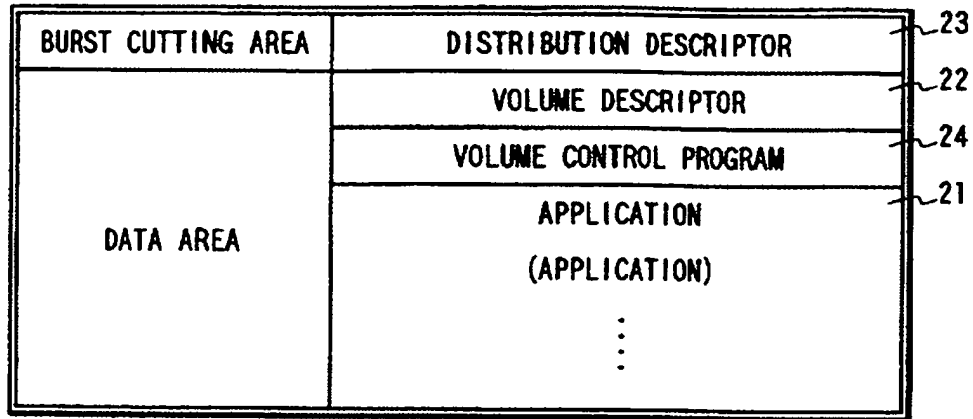 BURST CUTTING AREA
DISTRIBUTION DESCRIPTOR
23
VOLUME DESCRIPTOR
22
VOLUME CONTROL PROGRAM
24
DATA AREA
APPLICATION
21
(APPLICATION)